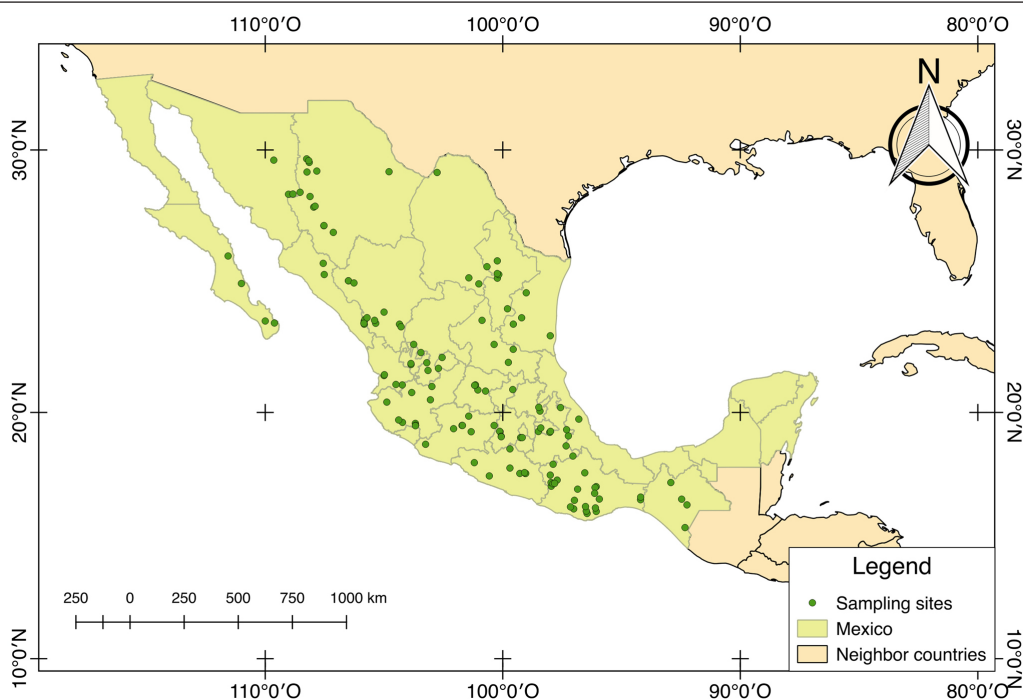 110°0′O 100°0′O 90°0′O 80°0′O
N
30°0′N 30°0′N
20°0′N 20°0′N
10°0′N 10°0′N
250 0 250 500 750 1000 km
Legend
Sampling sites
Mexico
Neighbor countries
110°0′O 100°0′O 90°0′O 80°0′O